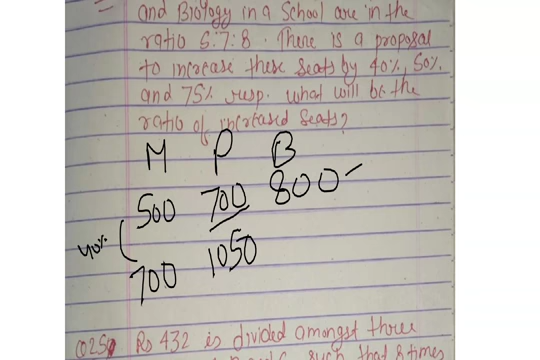 and Biology in a School are in the
ratio 5:7:8. There is a proposal
to increase these seats by 40%, 50%
and 75% resp. what will be the
ratio of increased seats?
M P B
500 700 800
40%
700 1050
Q25 Rs 432 is divided amongst three
such that 8 times